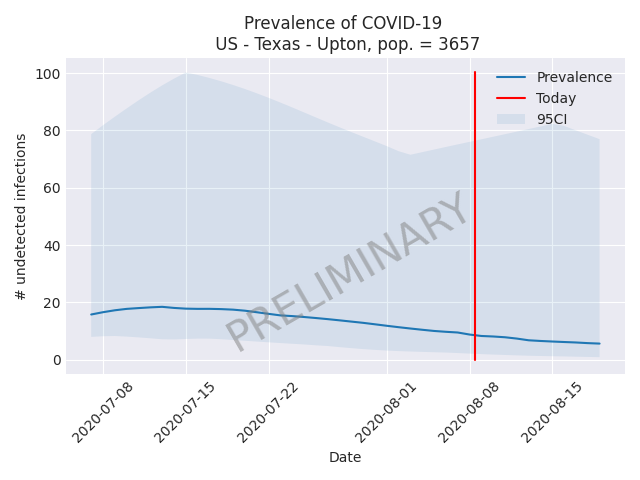 Prevalence of COVID-19
US - Texas - Upton, pop. = 3657
100
80
60
40
20
0
# undetected infections
Prevalence
Today
95CI
PRELIMINARY
2020-07-08
2020-07-15
2020-07-22
2020-08-01
2020-08-08
2020-08-15
Date